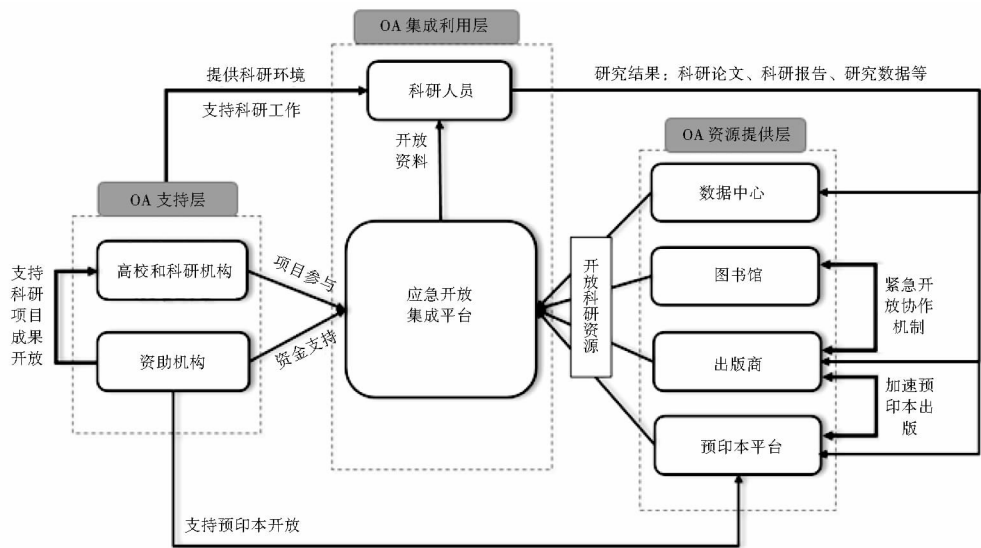 OA 集成利用层
提供科研环境
支持科研工作
科研人员
研究结果：科研论文、科研报告、研究数据等
开放
资料
OA 资源提供层
OA 支持层
数据中心
高校和科研机构
项目参与
应急开放
集成平台
开放科研资源
图书馆
紧急开
放协作
机制
支持
科研
项目
成果
开放
资助机构
资金支持
出版商
加速预
印本出
版
预印本平台
支持预印本开放